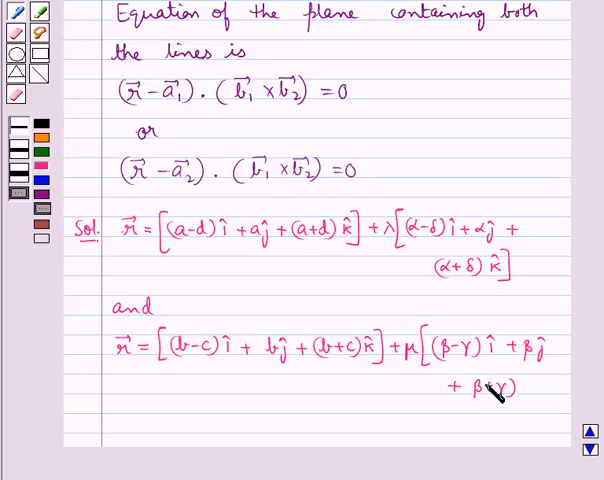 Equation of the plane containing both
the lines is
(r⃗ - a⃗₁) . (b⃗₁ × b⃗₂) = 0
or
(r⃗ - a⃗₂) . (b⃗₁ × b⃗₂) = 0
Sol. r⃗ = [(a-d) î + aĵ + (a+d) k̂] + λ[(α-δ) î + αĵ +
(α+δ) k̂]
and
r⃗ = [(b-c) î + bĵ + (b+c) k̂] + μ[(β-γ) î + βĵ
+ β+γ)